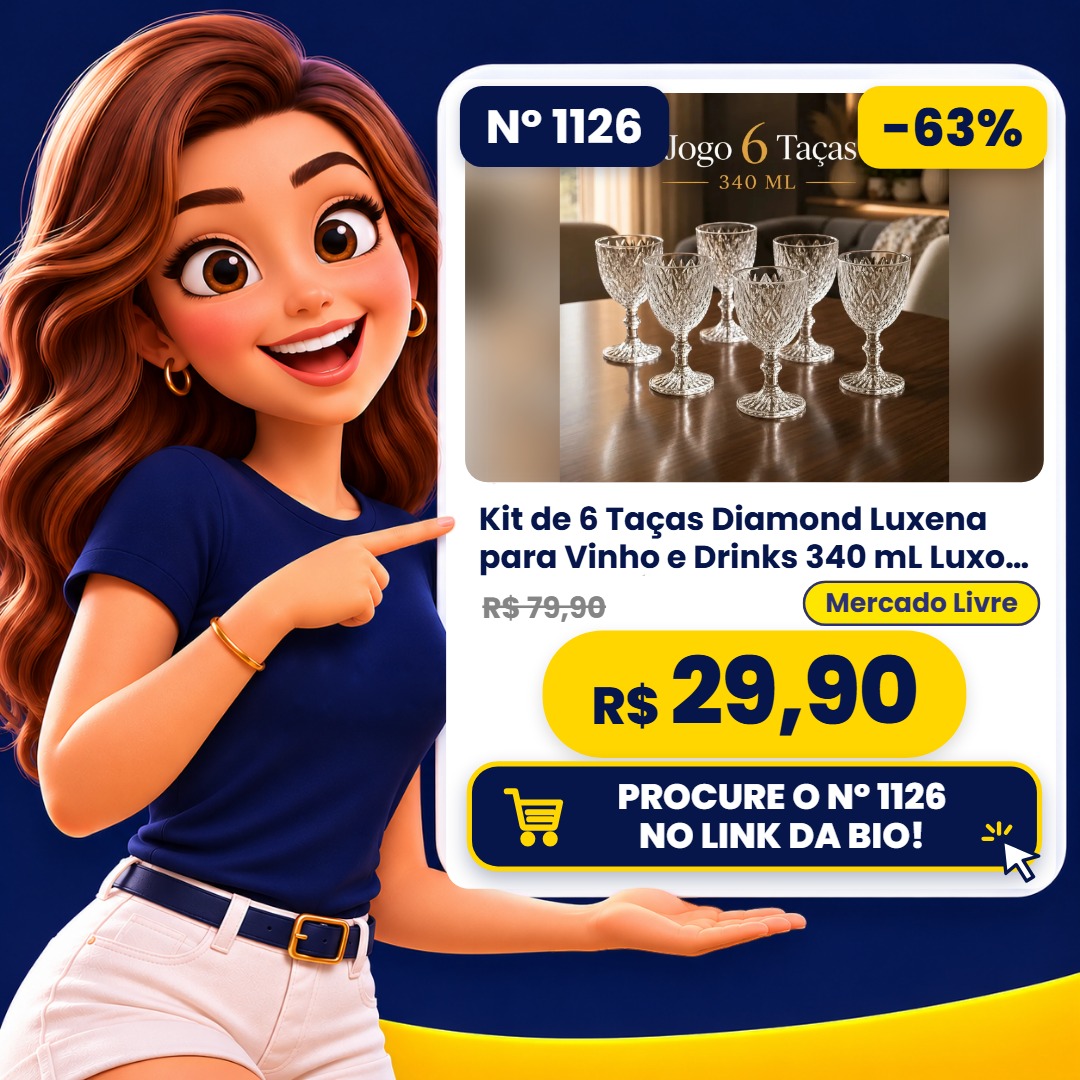 Nº 1126
-63%
Jogo 6 Taças
340 ML
Kit de 6 Taças Diamond Luxena
para Vinho e Drinks 340 mL Luxo...
R$ 79,90
Mercado Livre
R$ 29,90
PROCURE O Nº 1126
NO LINK DA BIO!